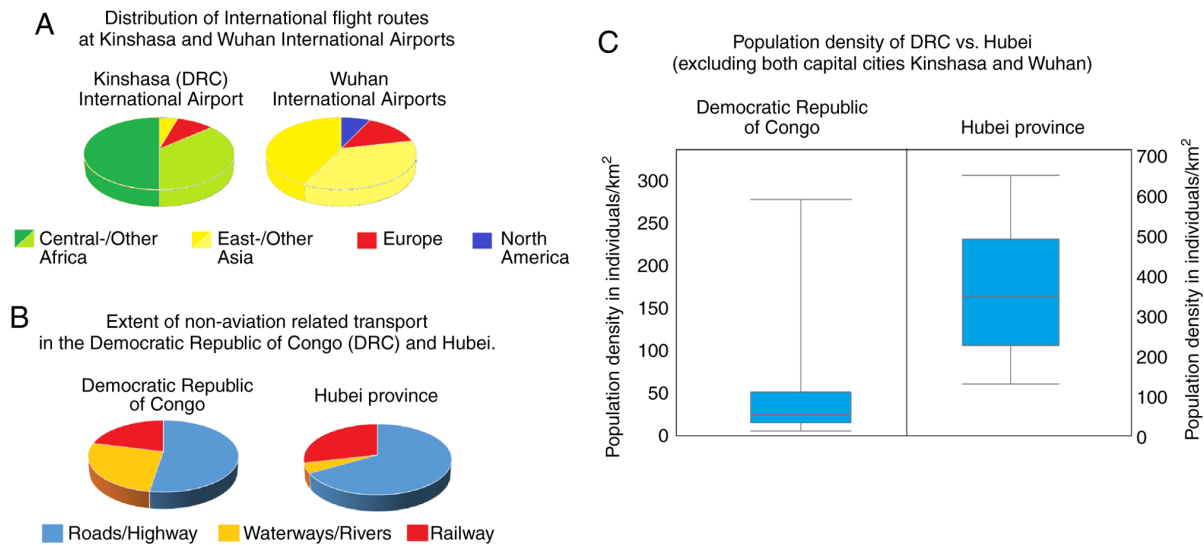 A
Distribution of International flight routes
at Kinshasa and Wuhan International Airports
Kinshasa (DRC)
International Airport
Wuhan
International Airports
Central-/Other
Africa
East-/Other
Asia
Europe
North
America
B
Extent of non-aviation related transport
in the Democratic Republic of Congo (DRC) and Hubei.
Democratic Republic
of Congo
Hubei province
Roads/Highway
Waterways/Rivers
Railway
C
Population density of DRC vs. Hubei
(excluding both capital cities Kinshasa and Wuhan)
Democratic Republic
of Congo
Hubei province
Population density in individuals/km²
300
250
200
150
100
50
0
700
600
500
400
300
200
100
0
Population density in individuals/km²